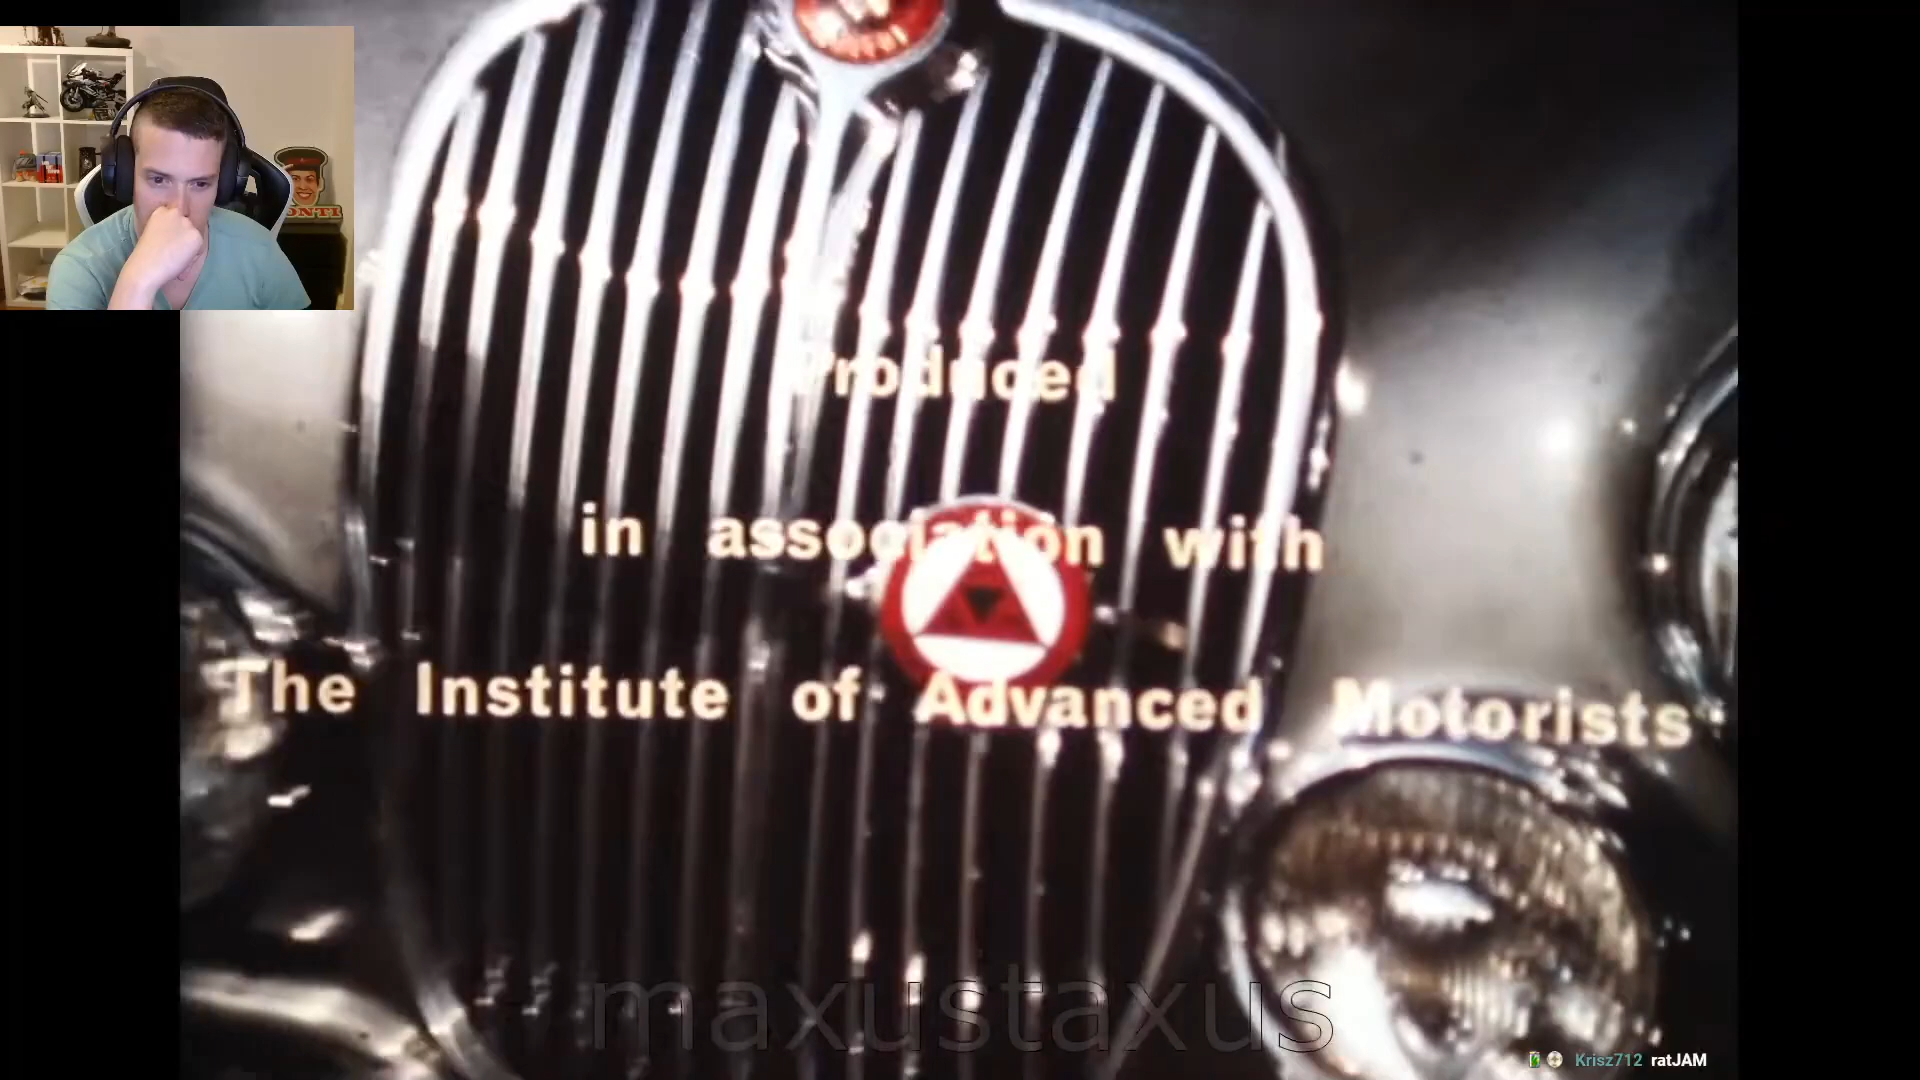 Produced
in association with
The Institute of Advanced Motorists
maxustaxus
Krisz712 ratJAM